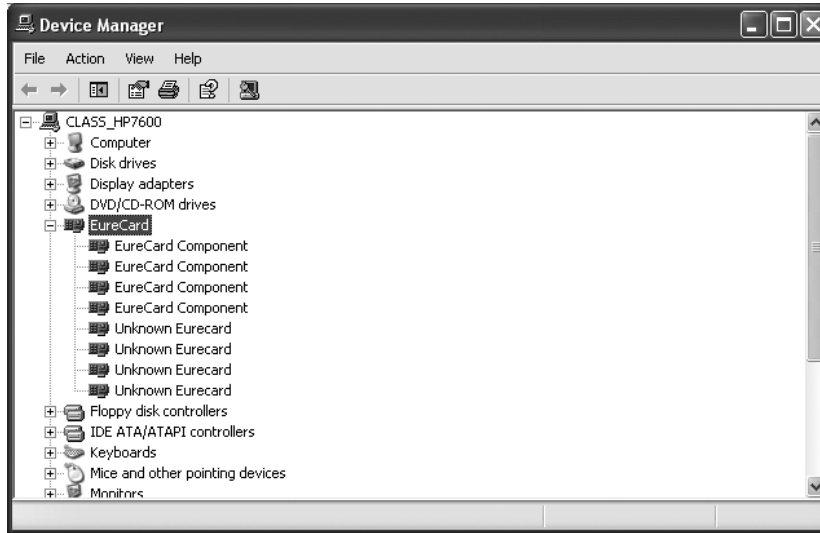 Device Manager
File Action View Help
CLASS_HP7600
Computer
Disk drives
Display adapters
DVD/CD-ROM drives
EureCard
EureCard Component
EureCard Component
EureCard Component
EureCard Component
Unknown Eurecard
Unknown Eurecard
Unknown Eurecard
Unknown Eurecard
Floppy disk controllers
IDE ATA/ATAPI controllers
Keyboards
Mice and other pointing devices
Monitors